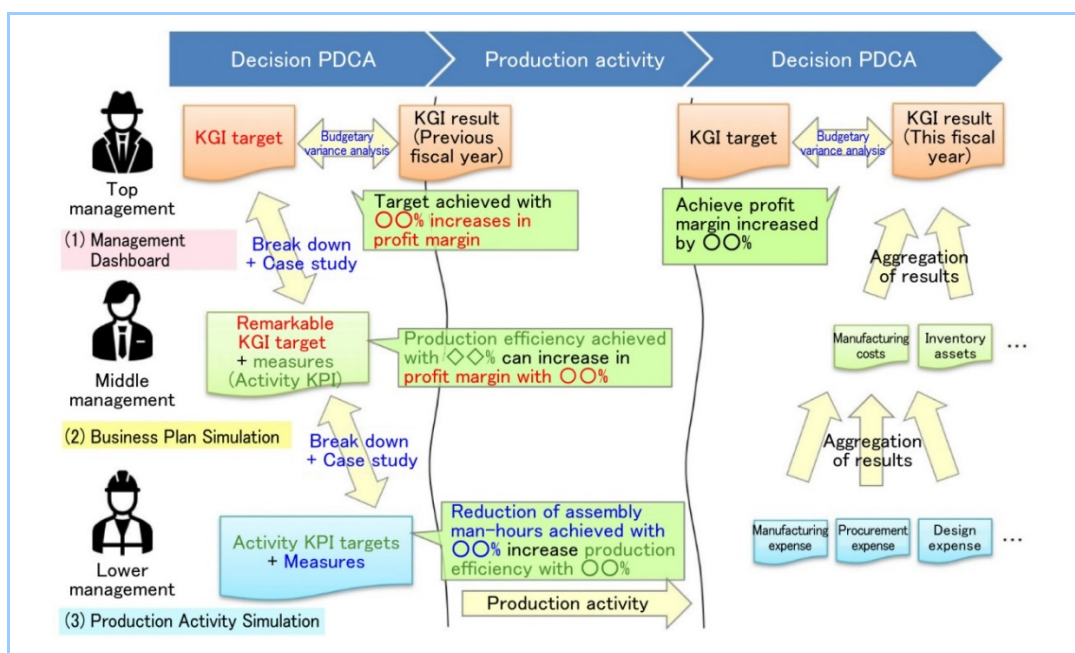 Decision PDCA
Production activity
Decision PDCA
KGI target
Budgetary
variance analysis
KGI result
(Previous
fiscal year)
KGI target
Budgetary
variance analysis
KGI result
(This fiscal
year)
Top
management
Target achieved with
○○% increases in
profit margin
Achieve profit
margin increased
by ○○%
(1) Management
Dashboard
Break down
+ Case study
Aggregation
of results
Remarkable
KGI target
+ measures
(Activity KPI)
Production efficiency achieved
with ◇◇% can increase in
profit margin with ○○%
Manufacturing
costs
Inventory
assets
...
Middle
management
(2) Business Plan Simulation
Break down
+ Case study
Aggregation
of results
Activity KPI targets
+ Measures
Reduction of assembly
man-hours achieved with
○○% increase production
efficiency with ○○%
Manufacturing
expense
Procurement
expense
Design
expense
...
Lower
management
Production activity
(3) Production Activity Simulation